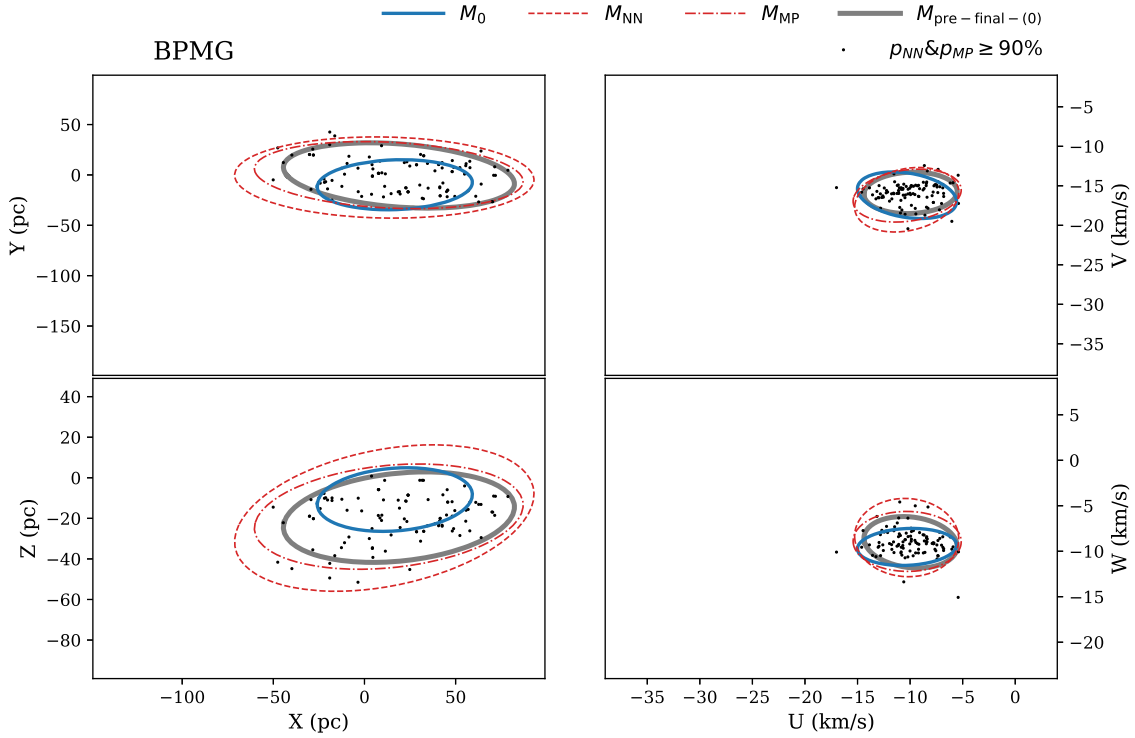 M₀ M_NN M_MP M_pre−final−(0)
BPMG
p_NN&p_MP ≥ 90%
50
0
−50
−100
−150
Y (pc)
−5
−10
−15
−20
−25
−30
−35
V (km/s)
40
20
0
−20
−40
−60
−80
Z (pc)
5
0
−5
−10
−15
−20
W (km/s)
−100 −50 0 50
X (pc)
−35 −30 −25 −20 −15 −10 −5 0
U (km/s)